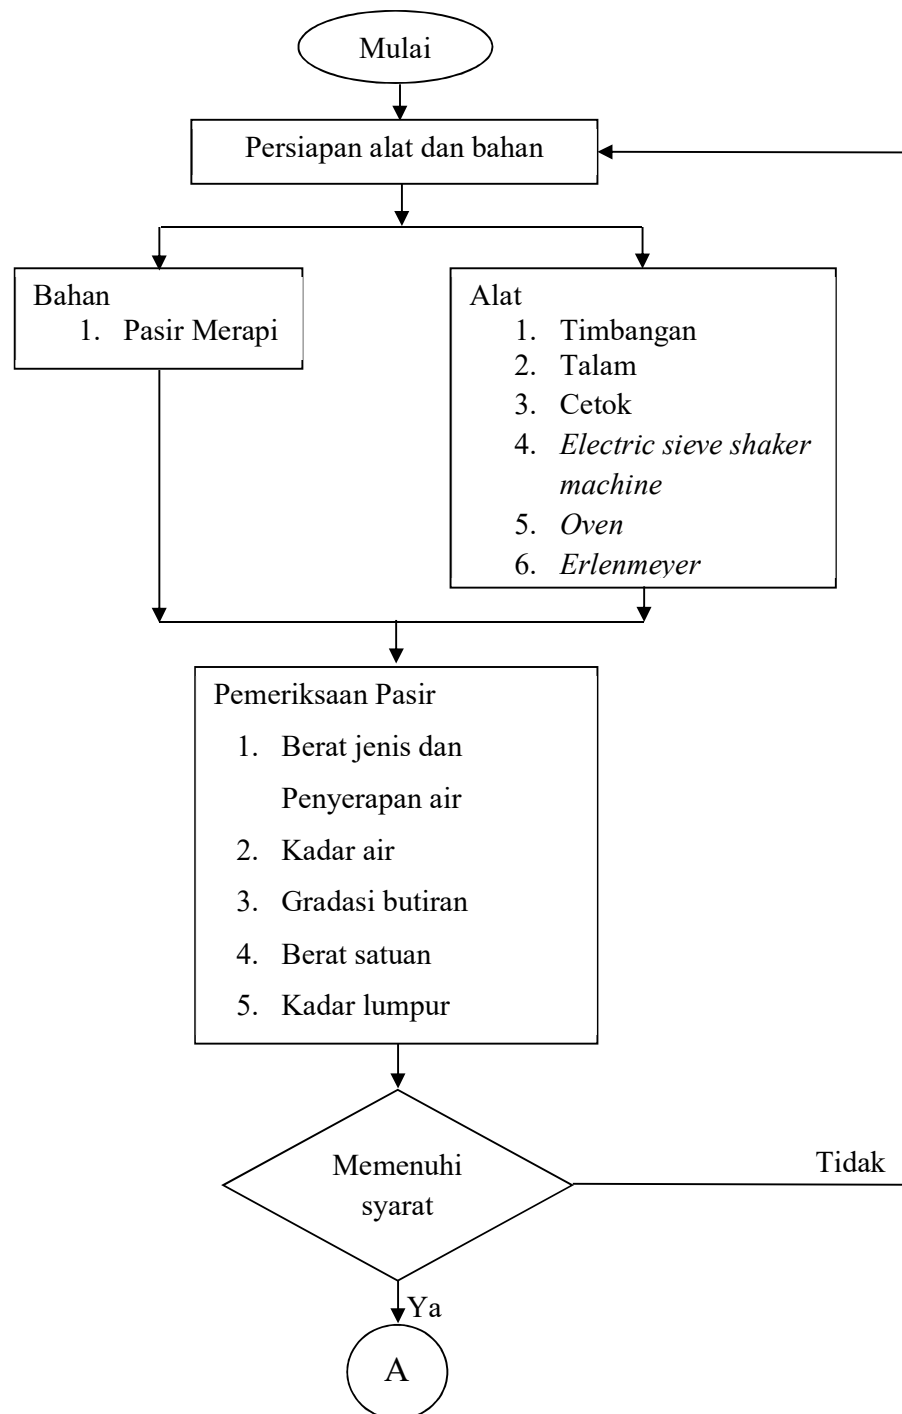 Mulai
Persiapan alat dan bahan
Bahan
1. Pasir Merapi
Alat
1. Timbangan
2. Talam
3. Cetok
4. Electric sieve shaker
machine
5. Oven
6. Erlenmeyer
Pemeriksaan Pasir
1. Berat jenis dan
Penyerapan air
2. Kadar air
3. Gradasi butiran
4. Berat satuan
5. Kadar lumpur
Memenuhi
syarat
Tidak
Ya
A